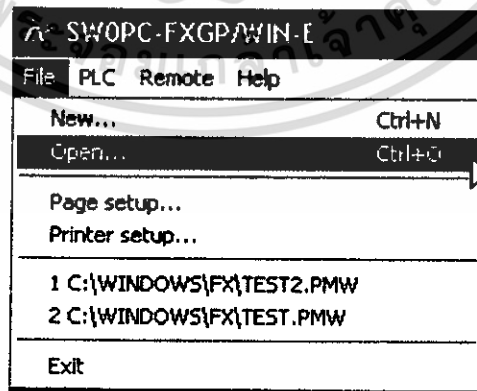 SW0PC-FXGP/WIN-E
File PLC Remote Help
New... Ctrl+N
Open... Ctrl+O
Page setup...
Printer setup...
1 C:\WINDOWS\FX\TEST2.PMW
2 C:\WINDOWS\FX\TEST.PMW
Exit